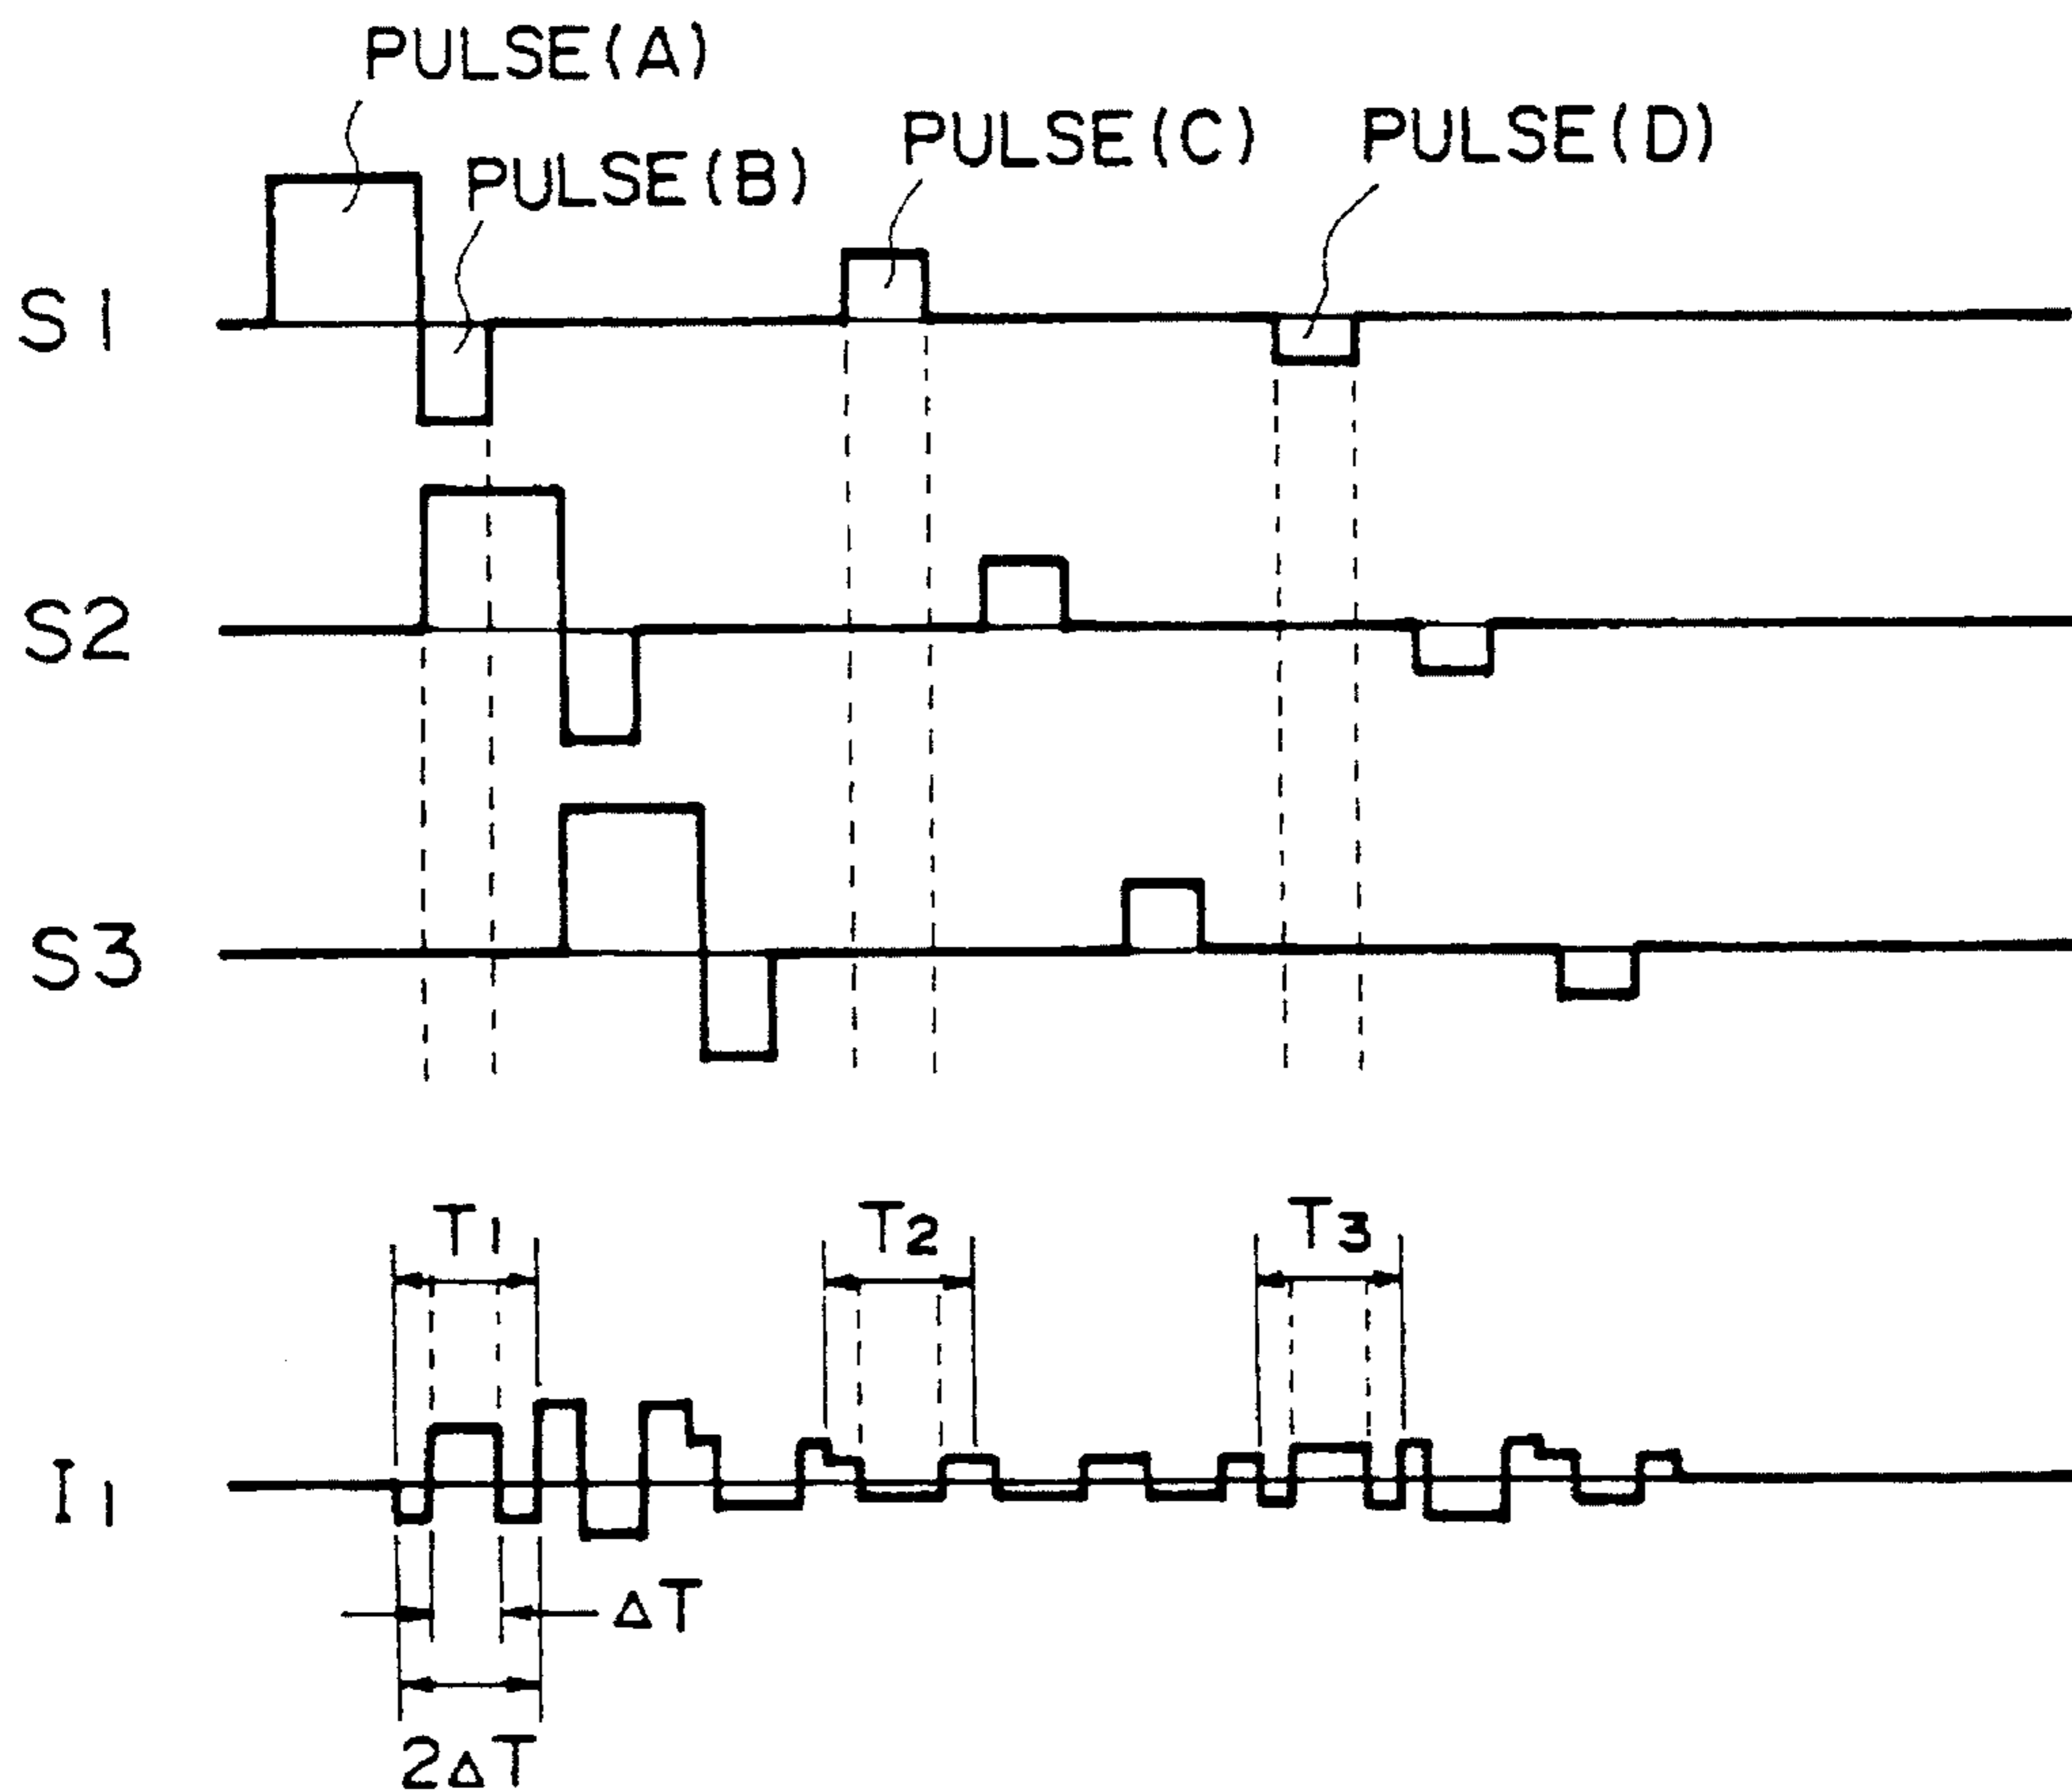 PULSE(A)
PULSE(B)
PULSE(C)
PULSE(D)
S1
S2
S3
T1
T2
T3
I1
ΔT
2ΔT